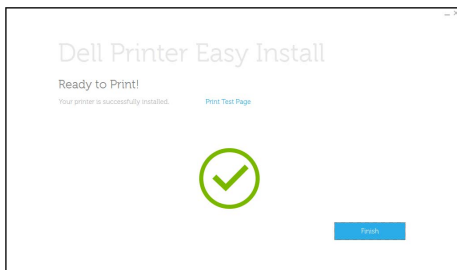 Dell Printer Easy Install
Ready to Print!
Your printer is successfully installed. Print Test Page
Finish